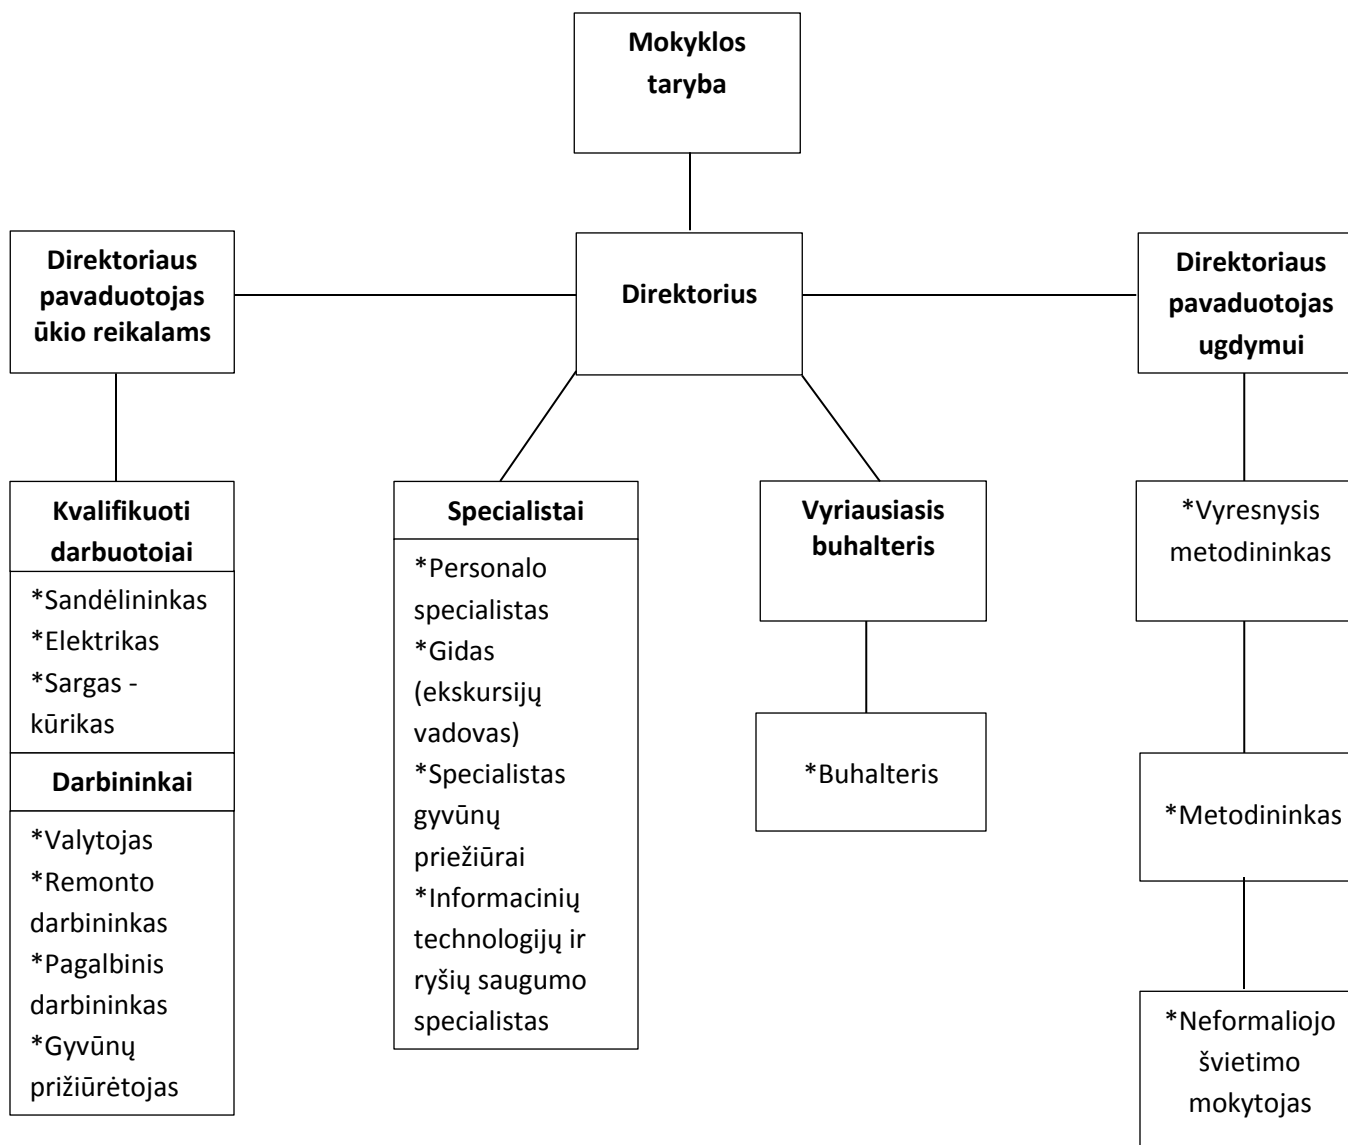 Mokyklos
taryba
Direktoriaus
pavaduotojas
ūkio reikalams
Direktorius
Direktoriaus
pavaduotojas
ugdymui
Kvalifikuoti
darbuotojai
*Sandėlininkas
*Elektrikas
*Sargas -
kūrikas
Darbininkai
*Valytojas
*Remonto
darbininkas
*Pagalbinis
darbininkas
*Gyvūnų
prižiūrėtojas
Specialistai
*Personalo
specialistas
*Gidas
(ekskursijų
vadovas)
*Specialistas
gyvūnų
priežiūrai
*Informacinių
technologijų ir
ryšių saugumo
specialistas
Vyriausiasis
buhalteris
*Buhalteris
*Vyresnysis
metodininkas
*Metodininkas
*Neformaliojo
švietimo
mokytojas